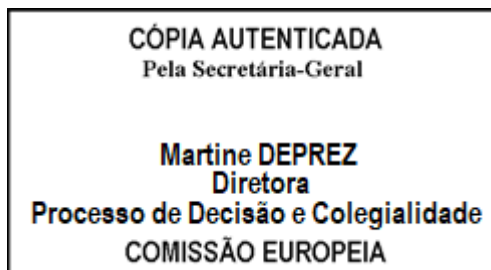 CÓPIA AUTENTICADA
Pela Secretária-Geral
Martine DEPREZ
Diretora
Processo de Decisão e Colegialidade
COMISSÃO EUROPEIA